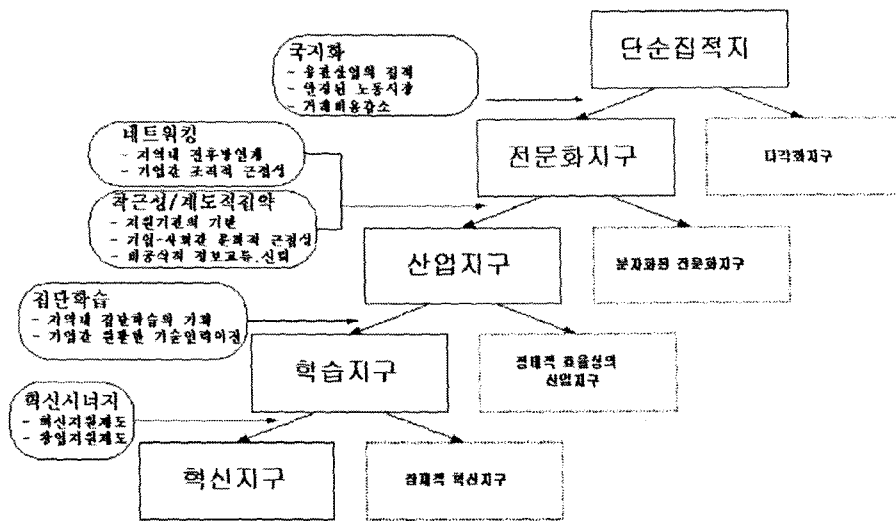 단순집적지
국지화
- 동질산업의 집적
- 안정된 노동시장
- 거래비용감소
네트워킹
- 지역내 전후방연계
- 기업간 조직적 근접성
전문화지구
다각화지구
착근성/제도적집약
- 지원기관의 기반
- 기업-사회간 문화적 근접성
- 비공식적 정보교류, 신뢰
산업지구
분자화된 전문화지구
집단학습
- 지역내 집단학습의 기회
- 기업간 원활한 기술인력이전
학습지구
정태적 효율성의
산업지구
혁신시너지
- 혁신지원제도
- 창업지원제도
혁신지구
잠재적 혁신지구